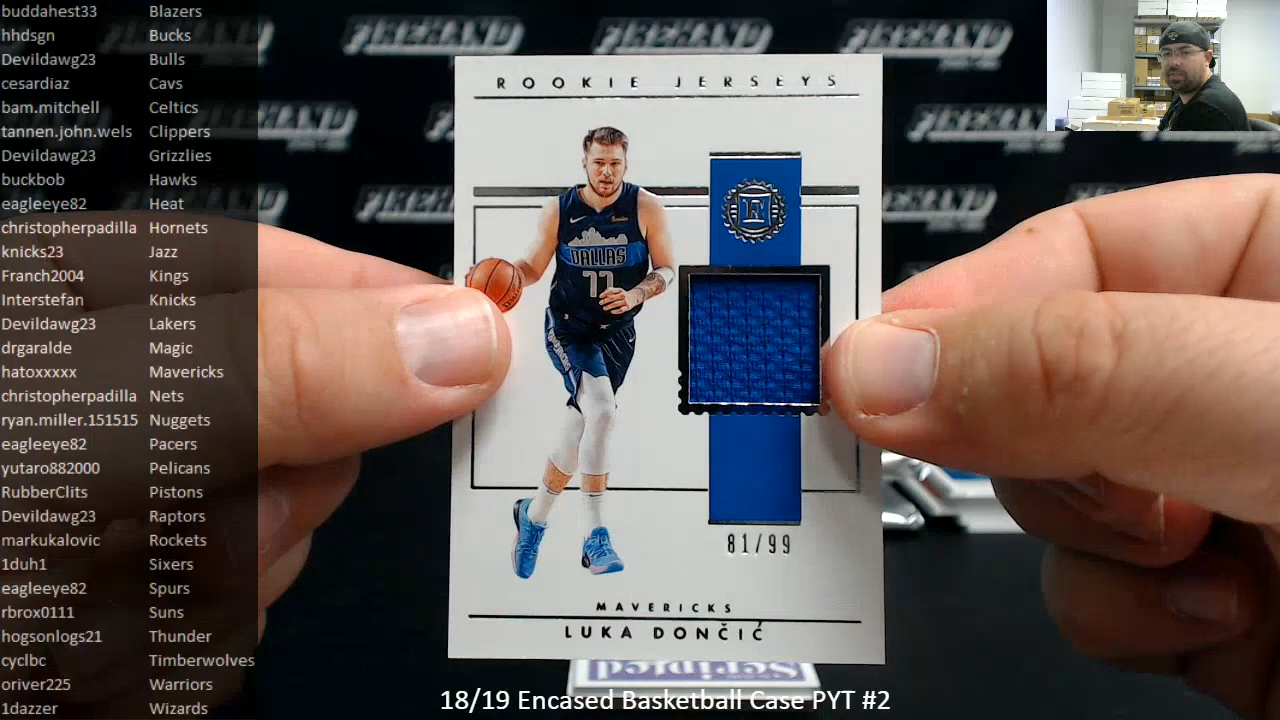 buddahest33 Blazers
hhdsgn Bucks
Devildawg23 Bulls
cesardiaz Cavs
bam.mitchell Celtics
tannen.john.wels Clippers
Devildawg23 Grizzlies
buckbob Hawks
eagleeye82 Heat
christopherpadilla Hornets
knicks23 Jazz
Franch2004 Kings
Interstefan Knicks
Devildawg23 Lakers
drgaralde Magic
hatoxxxxx Mavericks
christopherpadilla Nets
ryan.miller.151515 Nuggets
eagleeye82 Pacers
yutaro882000 Pelicans
RubberClits Pistons
Devildawg23 Raptors
markukalovic Rockets
1duh1 Sixers
eagleeye82 Spurs
rbrox0111 Suns
hogsonlogs21 Thunder
cyclbc Timberwolves
oriver225 Warriors
1dazzer Wizards
FIREHAND
ROOKIE JERSEYS
E
DALLAS
77
81/99
MAVERICKS
LUKA DONČIĆ
Scripted
18/19 Encased Basketball Case PYT #2